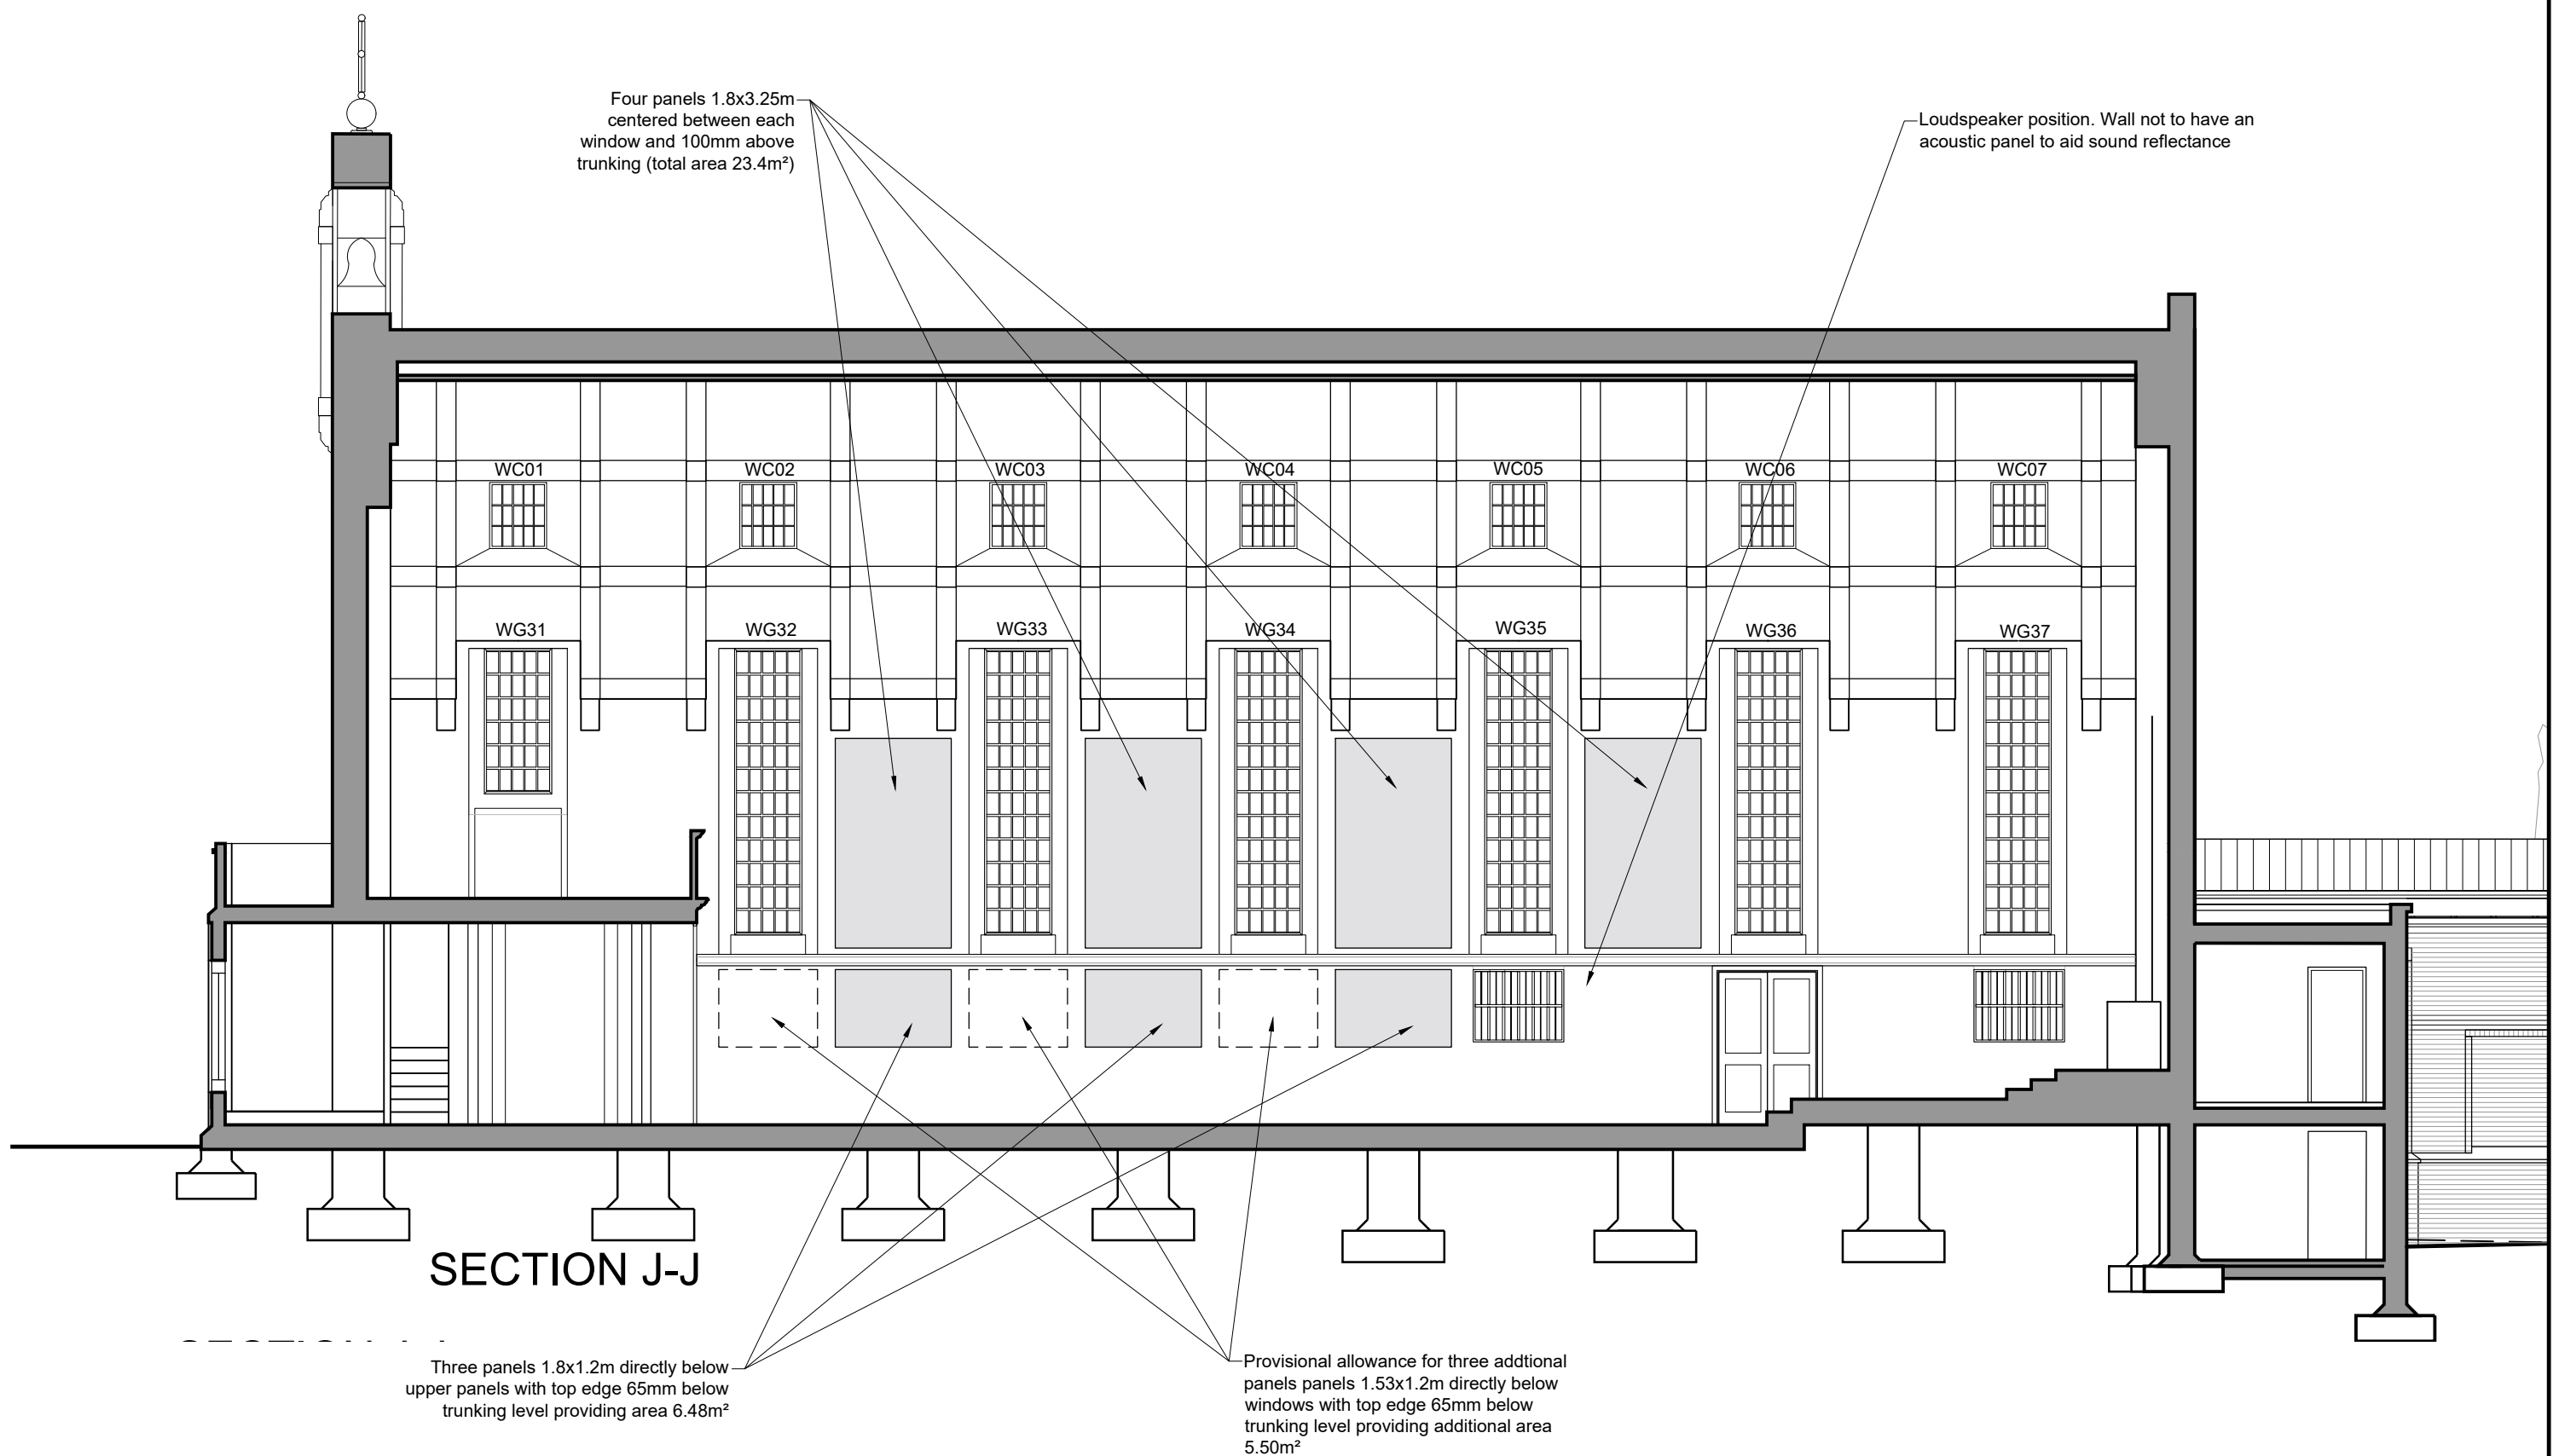 Four panels 1.8x3.25m
centered between each
window and 100mm above
trunking (total area 23.4m²)
Loudspeaker position. Wall not to have an
acoustic panel to aid sound reflectance
WC01
WC02
WC03
WC04
WC05
WC06
WC07
WG31
WG32
WG33
WG34
WG35
WG36
WG37
SECTION J-J
Three panels 1.8x1.2m directly below
upper panels with top edge 65mm below
trunking level providing area 6.48m²
Provisional allowance for three addtional
panels panels 1.53x1.2m directly below
windows with top edge 65mm below
trunking level providing additional area
5.50m²